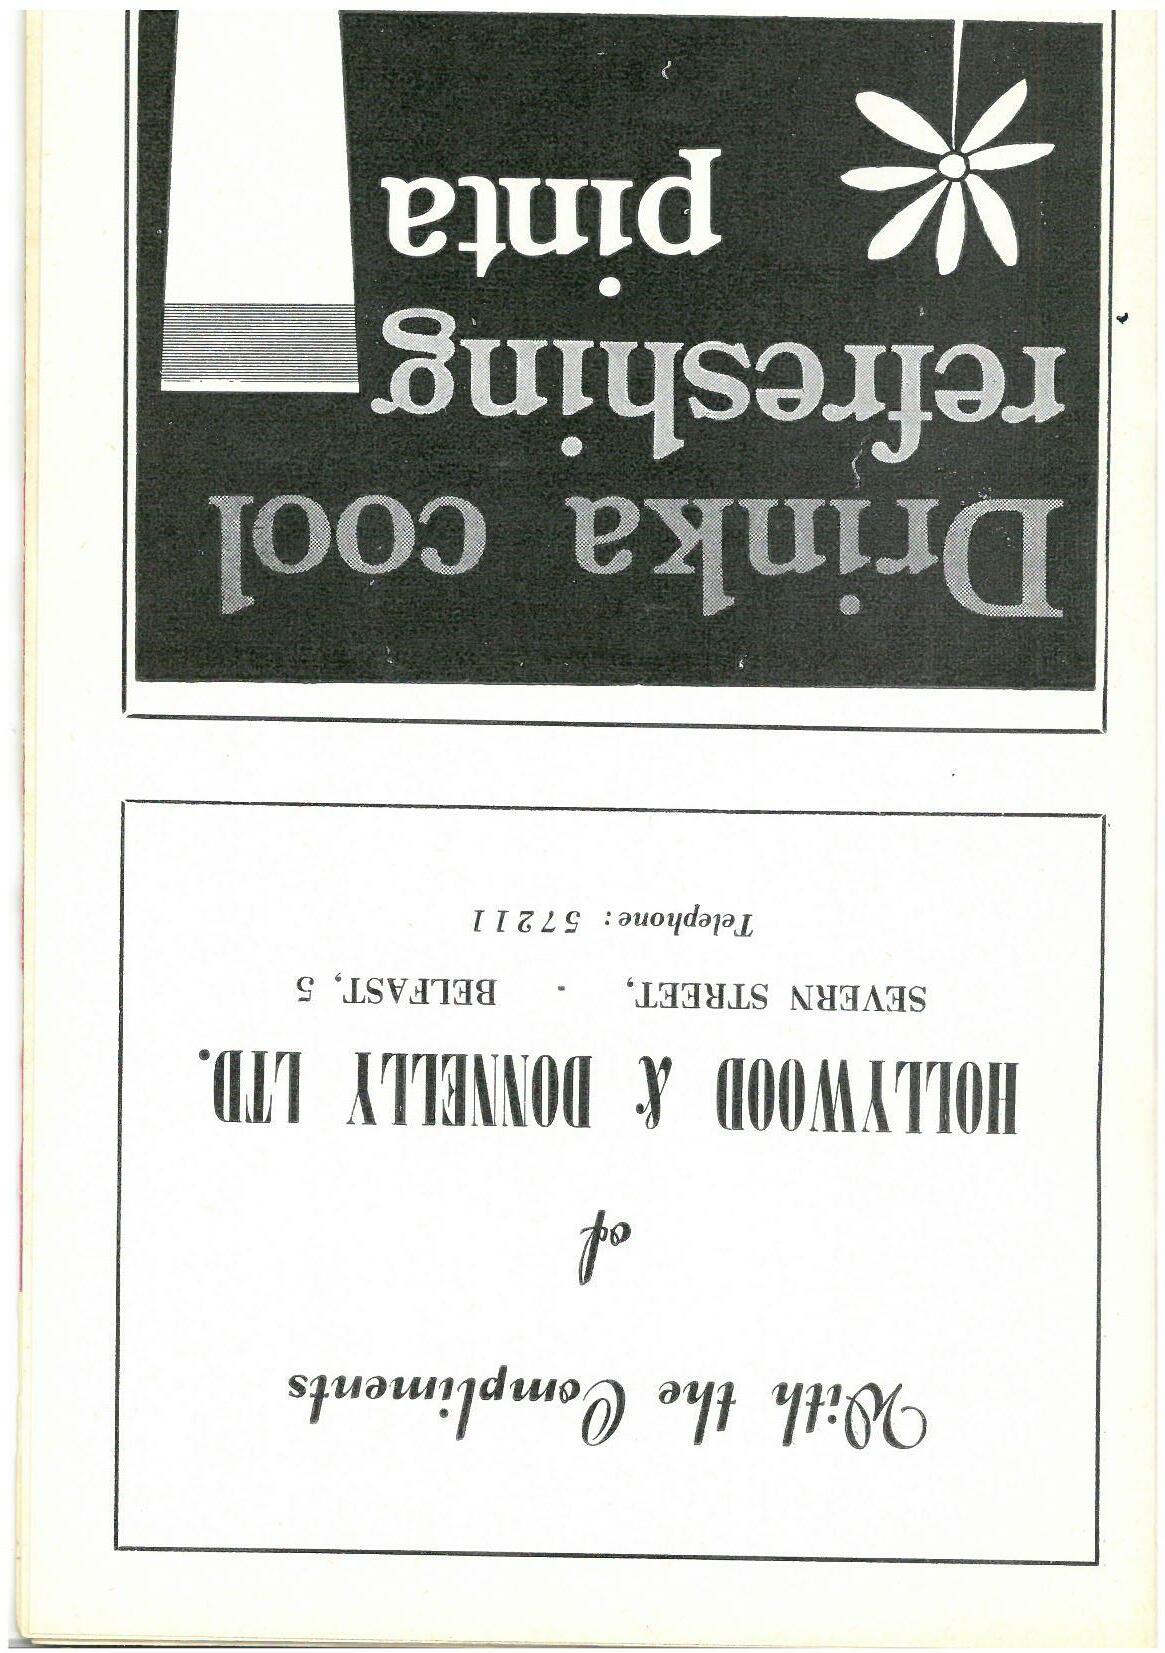 With the Compliments
of
HOLLYWOOD & DONNELLY LTD.
SEVERN STREET, - BELFAST, 5
Telephone: 57211
Drinka cool
refreshing
pinta